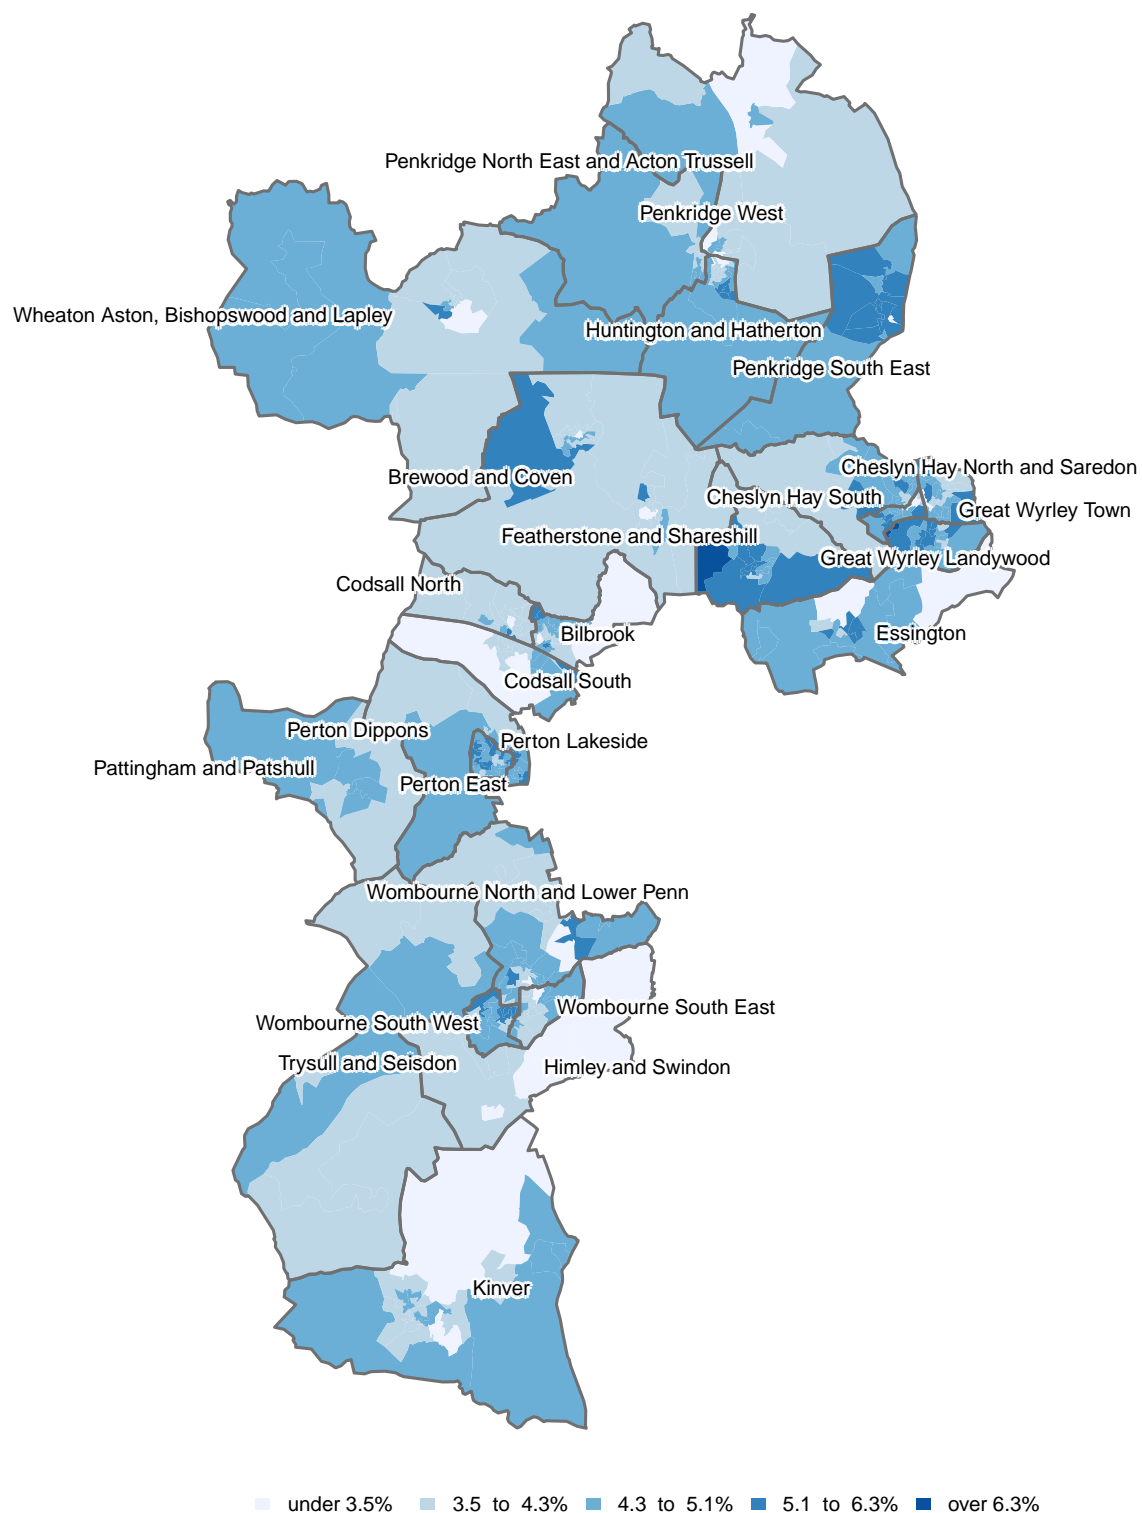 Penkridge North East and Acton Trussell
Penkridge West
Wheaton Aston, Bishopswood and Lapley
Huntington and Hatherton
Penkridge South East
Cheslyn Hay North and Saredon
Brewood and Coven
Cheslyn Hay South
Great Wyrley Town
Featherstone and Shareshill
Great Wyrley Landywood
Codsall North
Bilbrook
Essington
Codsall South
Perton Dippons
Perton Lakeside
Pattingham and Patshull
Perton East
Wombourne North and Lower Penn
Wombourne South East
Wombourne South West
Trysull and Seisdon
Himley and Swindon
Kinver
under 3.5% 3.5 to 4.3% 4.3 to 5.1% 5.1 to 6.3% over 6.3%